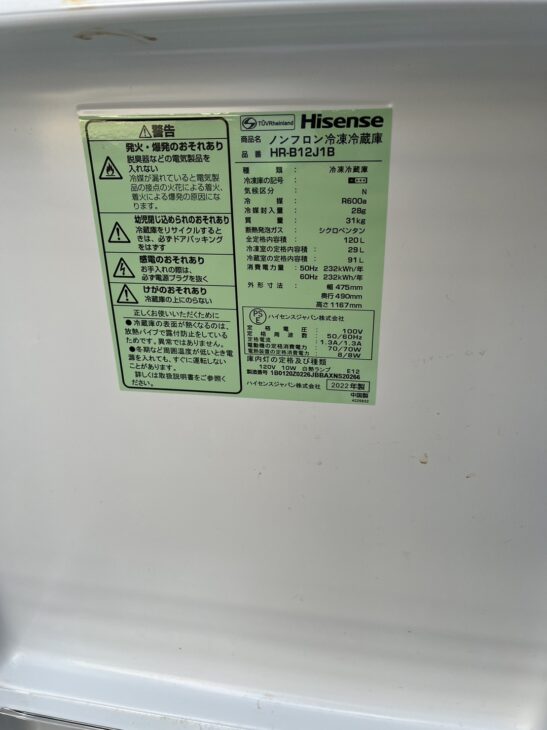 ⚠警告
発火・爆発のおそれあり
脱臭器などの電気製品を
入れない
冷媒が漏れていると電気製
品の接点の火花による着火、
着火による爆発の原因にな
ります。
幼児閉じ込められのおそれあり
冷蔵庫をリサイクルすると
きは、必ずドアパッキング
をはずす
感電のおそれあり
お手入れの際は、
必ず電源プラグを抜く
けがのおそれあり
冷蔵庫の上にのらない
正しくお使いいただくために
●冷蔵庫の表面が熱くなるのは、
放熱パイプで露付防止をしている
ためです。異常ではありません。
●冬期など周囲温度が低いとき電
源を入れても、すぐに運転しない
ことがあります。
詳しくは取扱説明書をご参照く
ださい。
TÜVRheinland Hisense
商品名 ノンフロン冷凍冷蔵庫
品番 HR-B12J1B
種類 : 冷凍冷蔵庫
冷凍庫の記号 :
気候区分 : N
冷媒 : R600a
冷媒封入量 : 28g
質量 : 31kg
断熱発泡ガス : シクロペンタン
全定格内容積 : 120L
冷凍室の定格内容積 : 29L
冷蔵室の定格内容積 : 91L
消費電力量 : 50Hz 232kWh/年
60Hz 232kWh/年
外形寸法 : 幅 475mm
奥行 490mm
高さ 1167mm
PS
E ハイセンスジャパン株式会社
定格電圧 : 100V
定格周波数 : 50/60Hz
定格電流 : 1.3A/1.3A
電動機の定格消費電力 : 70/70W
電熱装置の定格消費電力 : 8/8W
庫内灯の定格及び種類
120V 10W 白熱ランプ E12
製造番号 1B0120Z0226JBBAXNS20266
ハイセンスジャパン株式会社 2022年製
中国製